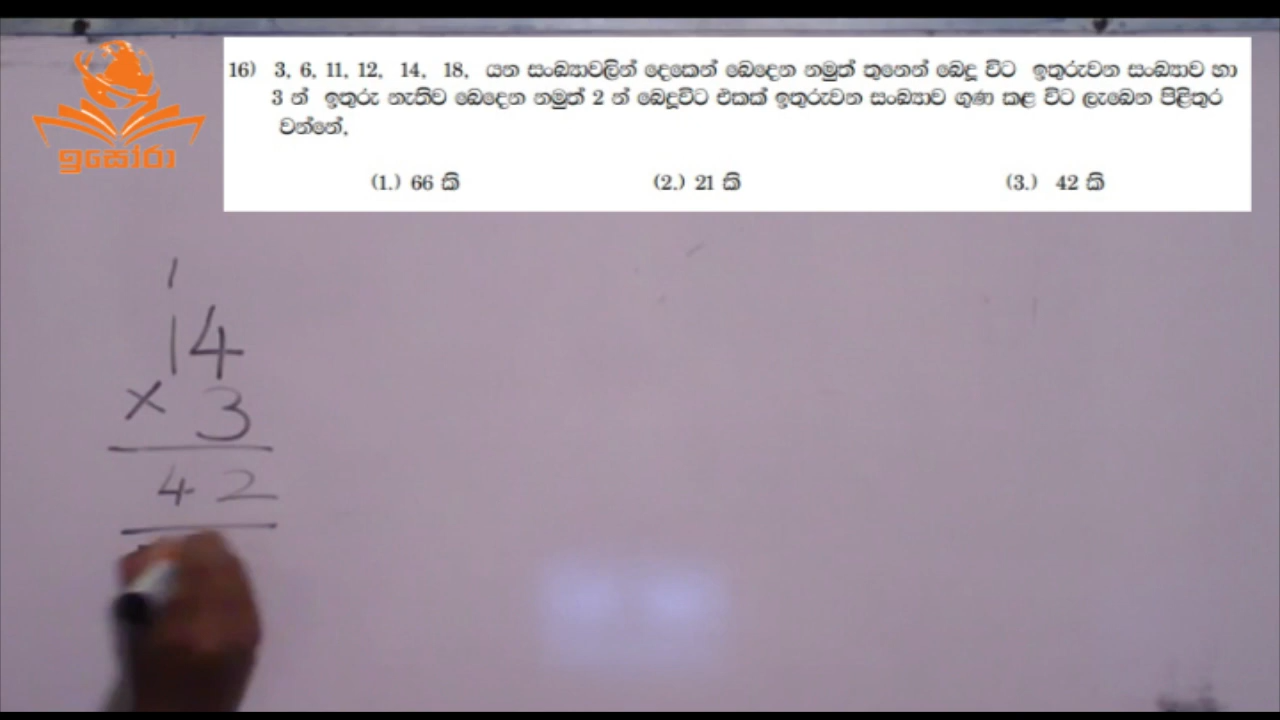 ඉසෝරා
16) 3, 6, 11, 12, 14, 18, යන සංඛ්‍යාවලින් දෙකෙන් බෙදෙන නමුත් තුනෙන් බෙදූ විට ඉතුරුවන සංඛ්‍යාව හා
3 න් ඉතුරු නැතිව බෙදෙන නමුත් 2 න් බෙදූවිට එකක් ඉතුරුවන සංඛ්‍යාව ගුණ කළ විට ලැබෙන පිළිතුර
වන්නේ,
(1.) 66 කි (2.) 21 කි (3.) 42 කි
1
14
× 3
42